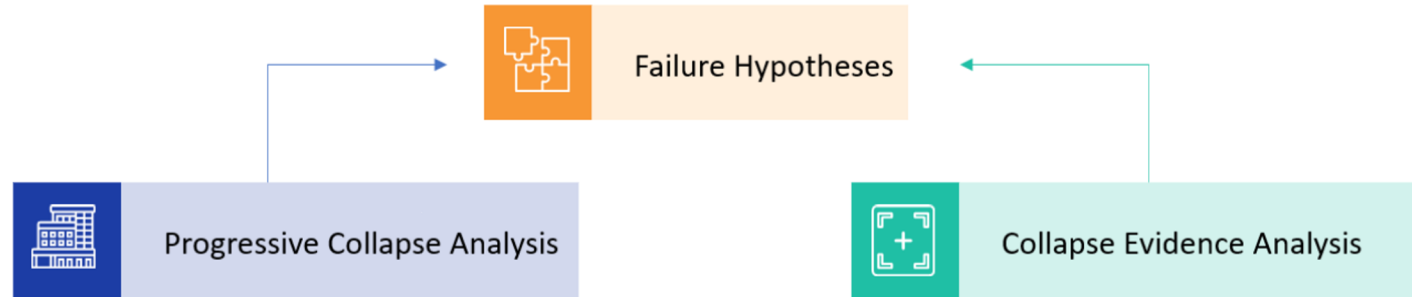 Failure Hypotheses
Progressive Collapse Analysis
Collapse Evidence Analysis